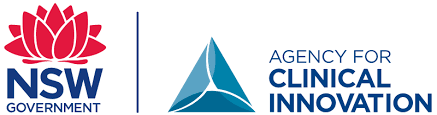 NSW
GOVERNMENT
AGENCY FOR
CLINICAL
INNOVATION